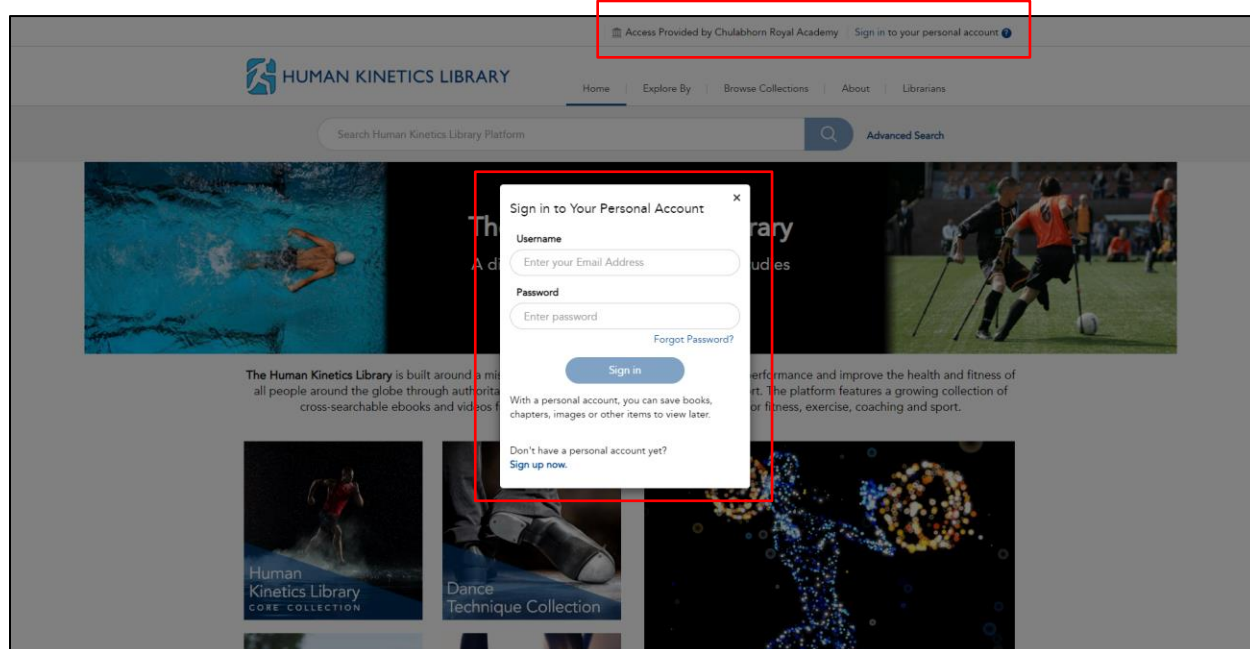 Access Provided by Chulabhorn Royal Academy Sign in to your personal account ?
HUMAN KINETICS LIBRARY
Home | Explore By | Browse Collections | About | Librarians
Search Human Kinetics Library Platform
Advanced Search
Th rary
A di udies
Sign in to Your Personal Account ×
Username
Enter your Email Address
Password
Enter password
Forgot Password?
Sign in
With a personal account, you can save books,
chapters, images or other items to view later.
Don't have a personal account yet?
Sign up now.
The Human Kinetics Library is built around a mis erformance and improve the health and fitness of
all people around the globe through authorita rt. The platform features a growing collection of
cross-searchable ebooks and videos f or fitness, exercise, coaching and sport.
Human
Kinetics Library
CORE COLLECTION
Dance
Technique Collection